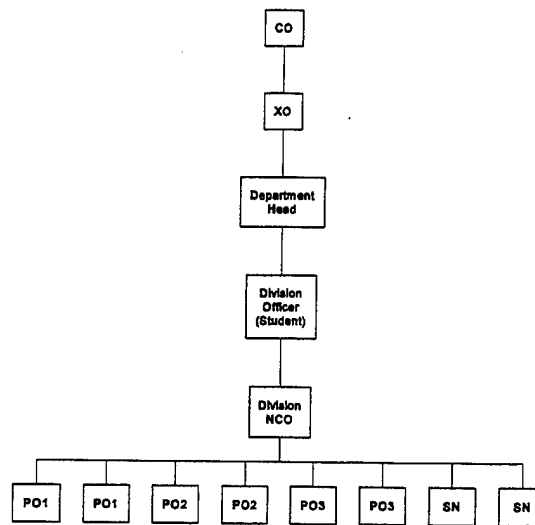 CO
XO
Department
Head
Division
Officer
(Student)
Division
NCO
PO1 PO1 PO2 PO2 PO3 PO3 SN SN